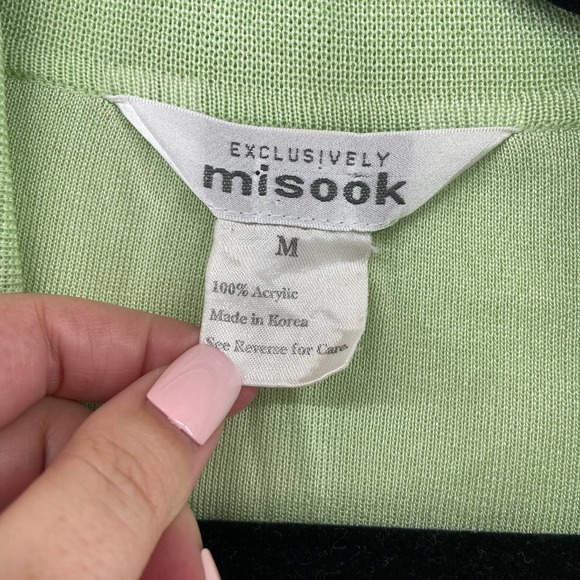 EXCLUSIVELY
misook
M
100% Acrylic
Made in Korea
See Reverse for Care.